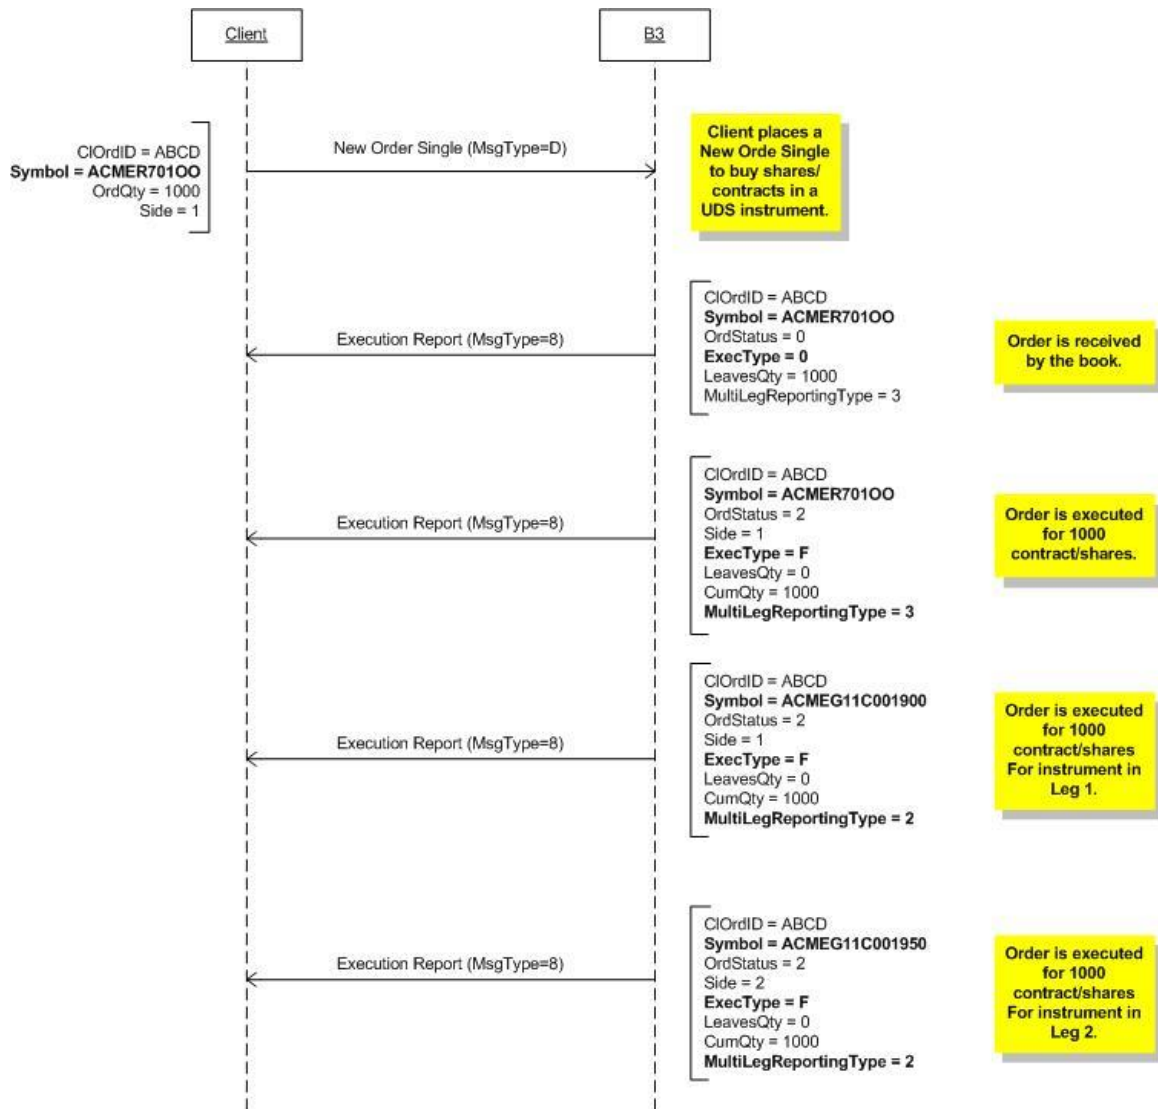 Client
B3
ClOrdID = ABCD
Symbol = ACMER701OO
OrdQty = 1000
Side = 1
New Order Single (MsgType=D)
Client places a
New Orde Single
to buy shares/
contracts in a
UDS instrument.
Execution Report (MsgType=8)
ClOrdID = ABCD
Symbol = ACMER701OO
OrdStatus = 0
ExecType = 0
LeavesQty = 1000
MultiLegReportingType = 3
Order is received
by the book.
Execution Report (MsgType=8)
ClOrdID = ABCD
Symbol = ACMER701OO
OrdStatus = 2
Side = 1
ExecType = F
LeavesQty = 0
CumQty = 1000
MultiLegReportingType = 3
Order is executed
for 1000
contract/shares.
Execution Report (MsgType=8)
ClOrdID = ABCD
Symbol = ACMEG11C001900
OrdStatus = 2
Side = 1
ExecType = F
LeavesQty = 0
CumQty = 1000
MultiLegReportingType = 2
Order is executed
for 1000
contract/shares
For instrument in
Leg 1.
Execution Report (MsgType=8)
ClOrdID = ABCD
Symbol = ACMEG11C001950
OrdStatus = 2
Side = 2
ExecType = F
LeavesQty = 0
CumQty = 1000
MultiLegReportingType = 2
Order is executed
for 1000
contract/shares
For instrument in
Leg 2.